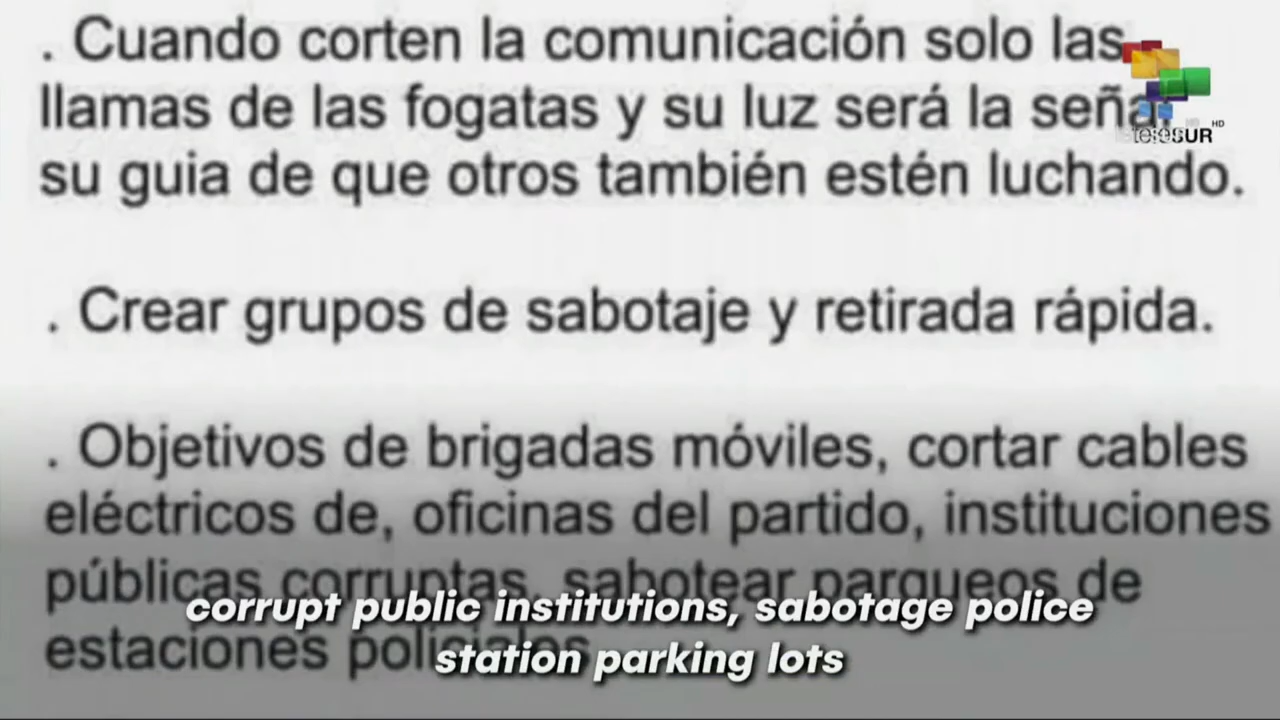 . Cuando corten la comunicación solo las
llamas de las fogatas y su luz será la señal
su guia de que otros también estén luchando.
. Crear grupos de sabotaje y retirada rápida.
. Objetivos de brigadas móviles, cortar cables
eléctricos de, oficinas del partido, instituciones
públicas corruptas, sabotear parqueos de
estaciones policiales
corrupt public institutions, sabotage police
station parking lots
teleSUR HD